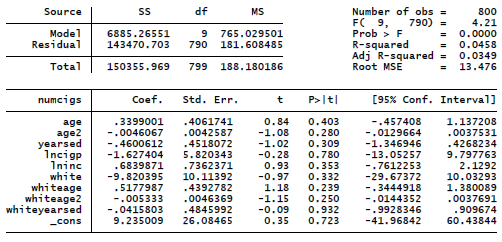 Source SS df MS Number of obs = 800
F( 9, 790) = 4.21
Model 6885.26551 9 765.029501 Prob > F = 0.0000
Residual 143470.703 790 181.608485 R-squared = 0.0458
Adj R-squared = 0.0349
Total 150355.969 799 188.180186 Root MSE = 13.476
numcigs Coef. Std. Err. t P>|t| [95% Conf. Interval]
age .3399001 .4061741 0.84 0.403 -.457408 1.137208
age2 -.0046067 .0042587 -1.08 0.280 -.0129664 .0037531
yearsed -.4600612 .4518072 -1.02 0.309 -1.346946 .4268234
lncigp -1.627404 5.820343 -0.28 0.780 -13.05257 9.797763
lninc .6839871 .7362371 0.93 0.353 -.7612253 2.1292
white -9.820395 10.11392 -0.97 0.332 -29.67372 10.03293
whiteage .5177987 .4392782 1.18 0.239 -.3444918 1.380089
whiteage2 -.005333 .0046369 -1.15 0.250 -.0144352 .0037691
whiteyearsed -.0415803 .4845992 -0.09 0.932 -.9928346 .909674
_cons 9.235009 26.08465 0.35 0.723 -41.96842 60.43844